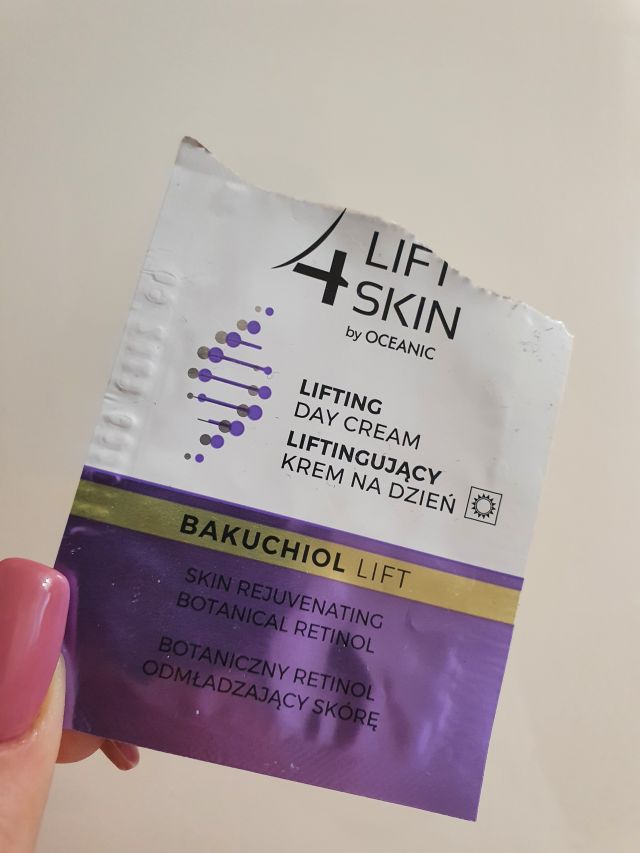 LIFT
4 SKIN
by OCEANIC
LIFTING
DAY CREAM
LIFTINGUJĄCY
KREM NA DZIEŃ
BAKUCHIOL LIFT
SKIN REJUVENATING
BOTANICAL RETINOL
BOTANICZNY RETINOL
ODMŁADZAJĄCY SKÓRĘ